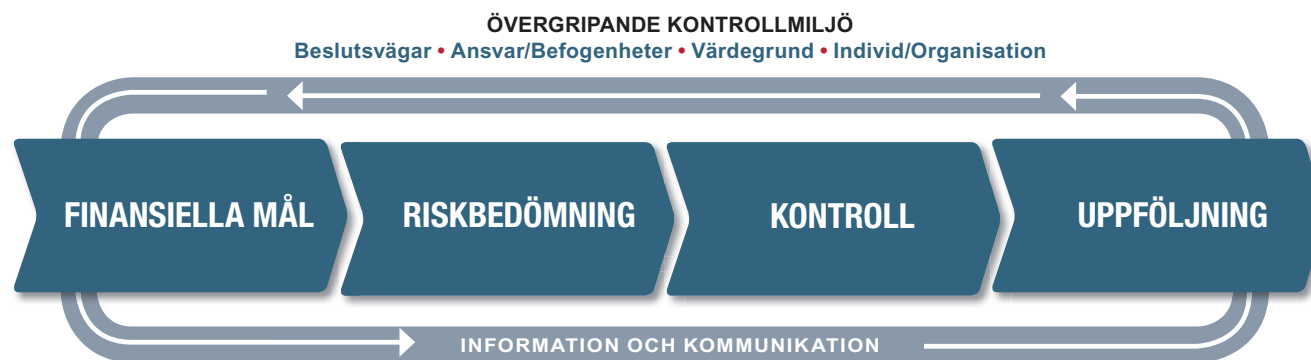 ÖVERGRIPANDE KONTROLLMILJÖ
Beslutsvägar • Ansvar/Befogenheter • Värdegrund • Individ/Organisation
FINANSIELLA MÅL
RISKBEDÖMNING
KONTROLL
UPPFÖLJNING
INFORMATION OCH KOMMUNIKATION